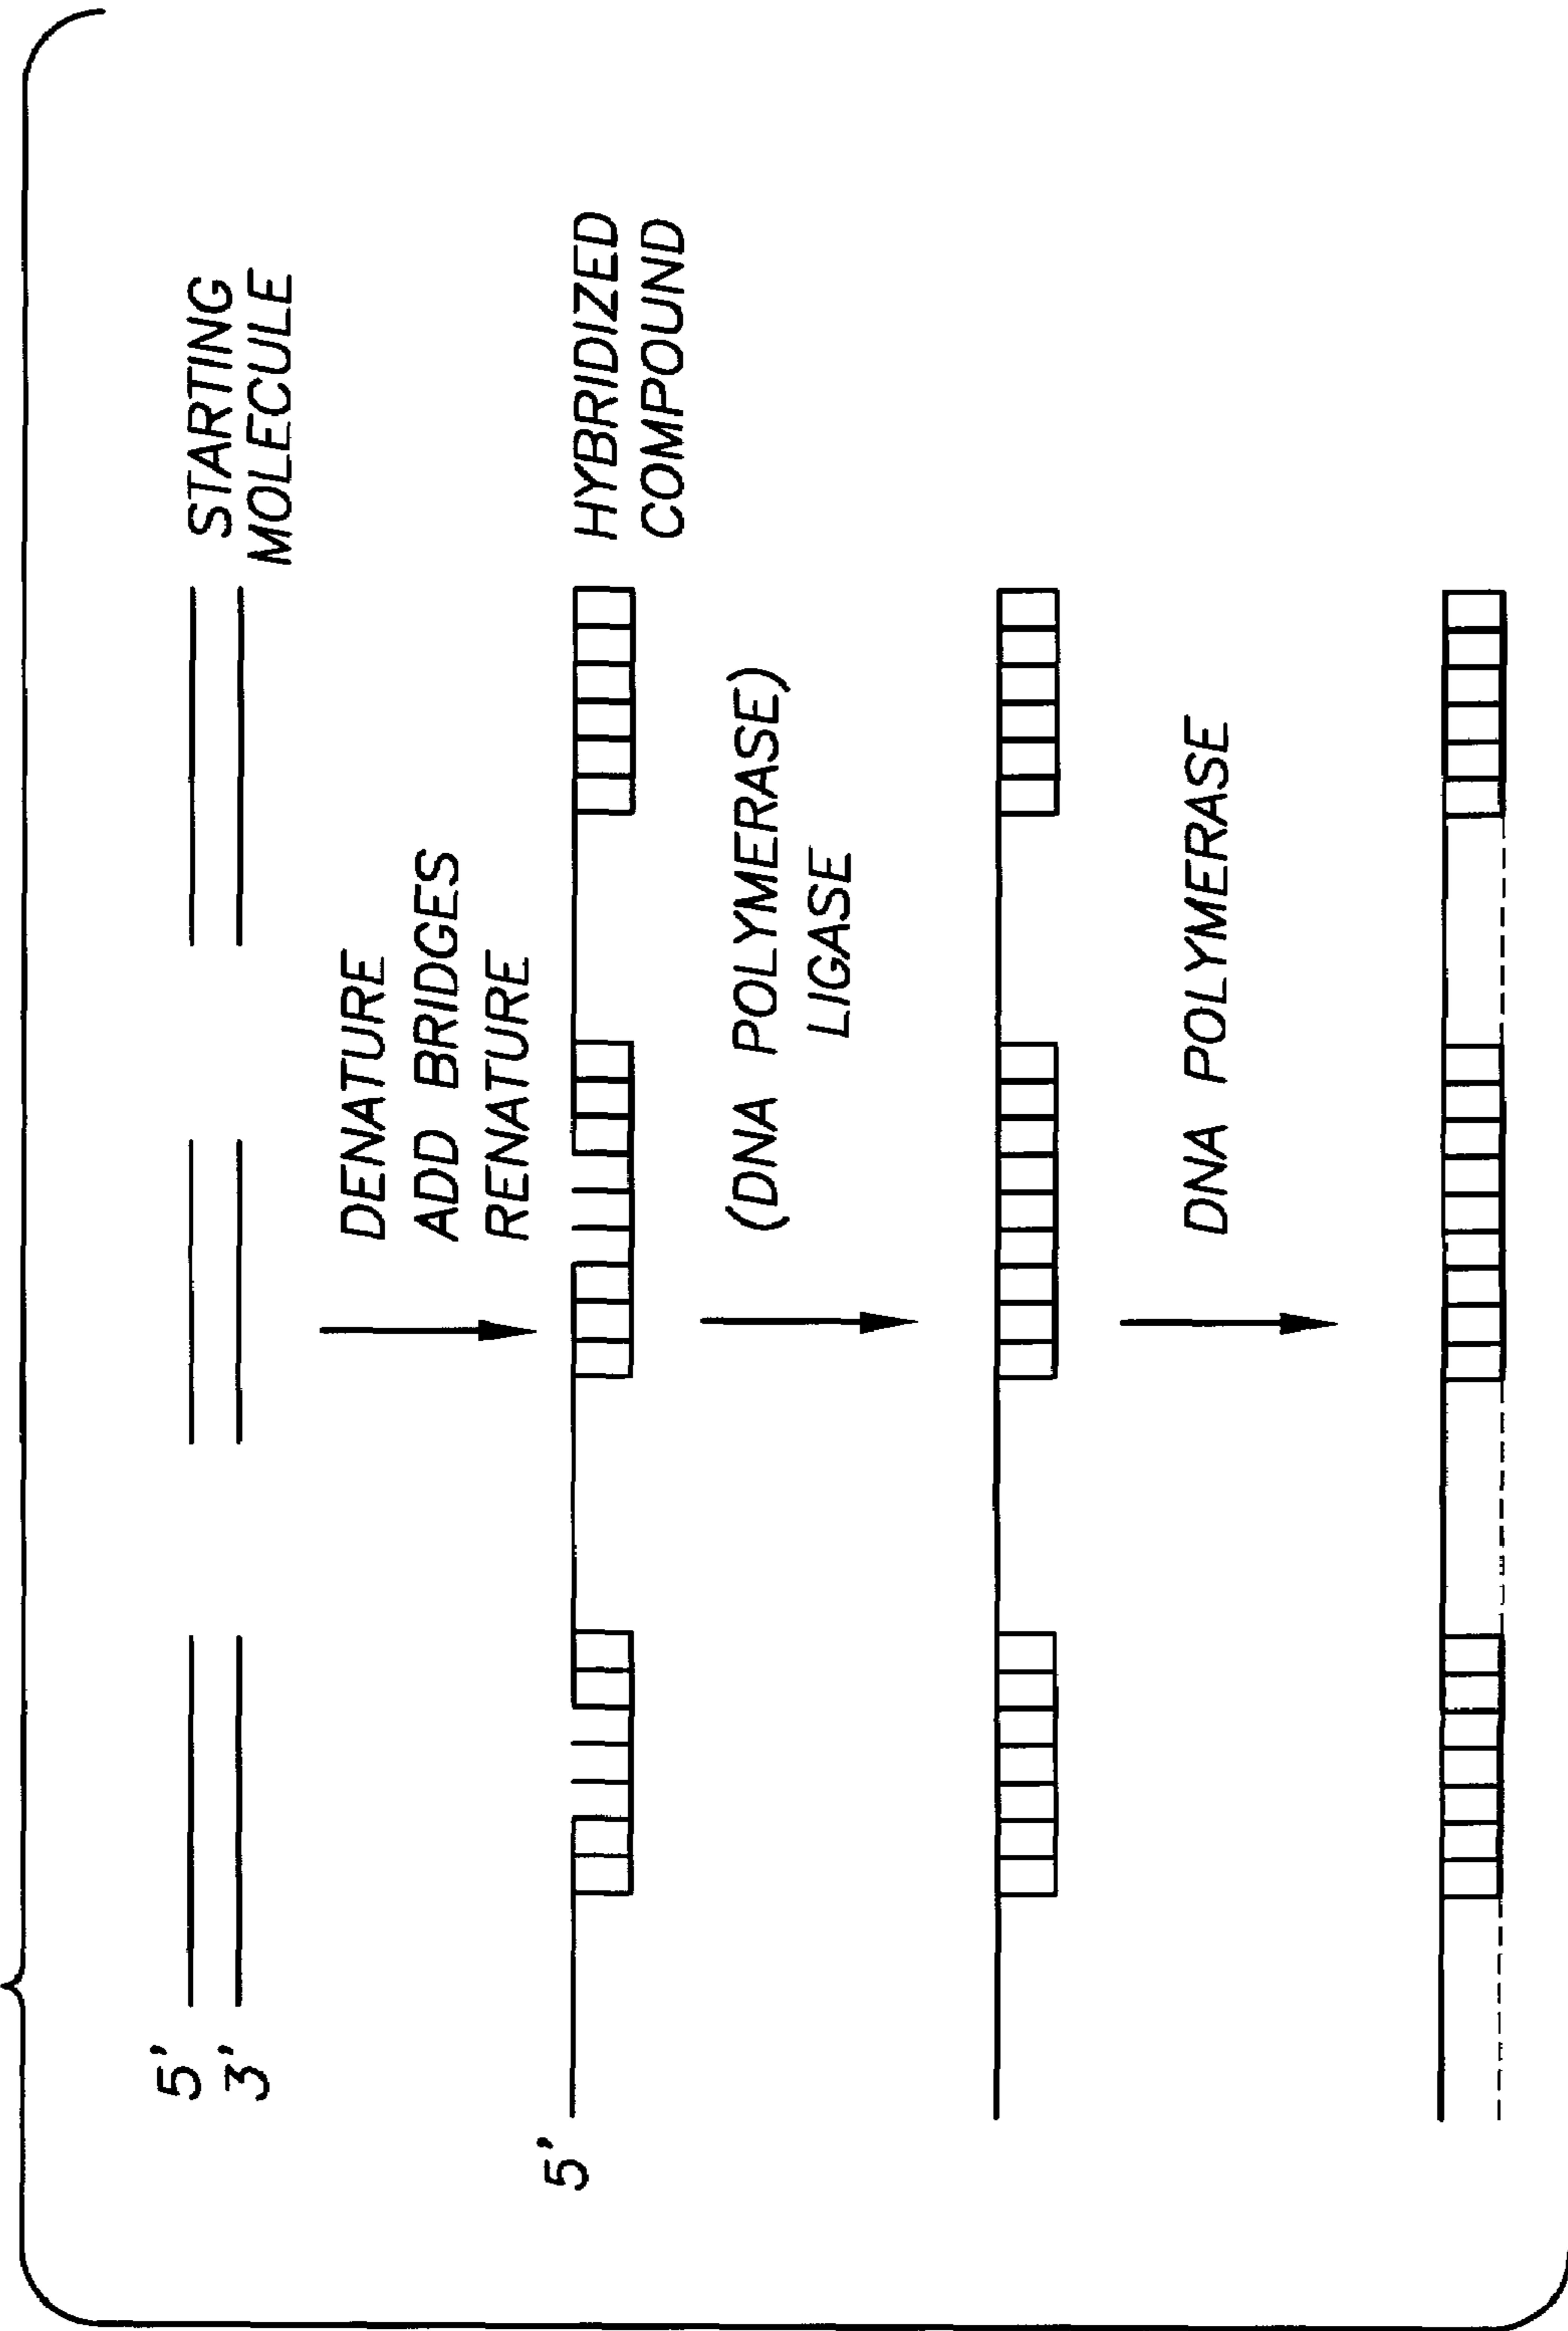 5'
3'
STARTING
MOLECULE
DENATURE
ADD BRIDGES
RENATURE
5'
HYBRIDIZED
COMPOUND
(DNA POLYMERASE)
LIGASE
DNA POLYMERASE